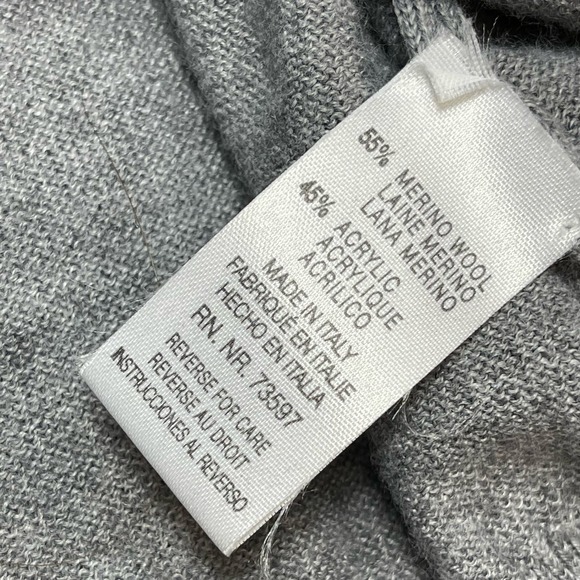 55% MERINO WOOL
LAINE MERINO
LANA MERINO
45% ACRYLIC
ACRYLIQUE
ACRILICO
MADE IN ITALY
FABRIQUÉ EN ITALIE
HECHO EN ITALIA
RN. NR. 73597
REVERSE FOR CARE
REVERSE AU DROIT
INSTRUCCIONES AL REVERSO